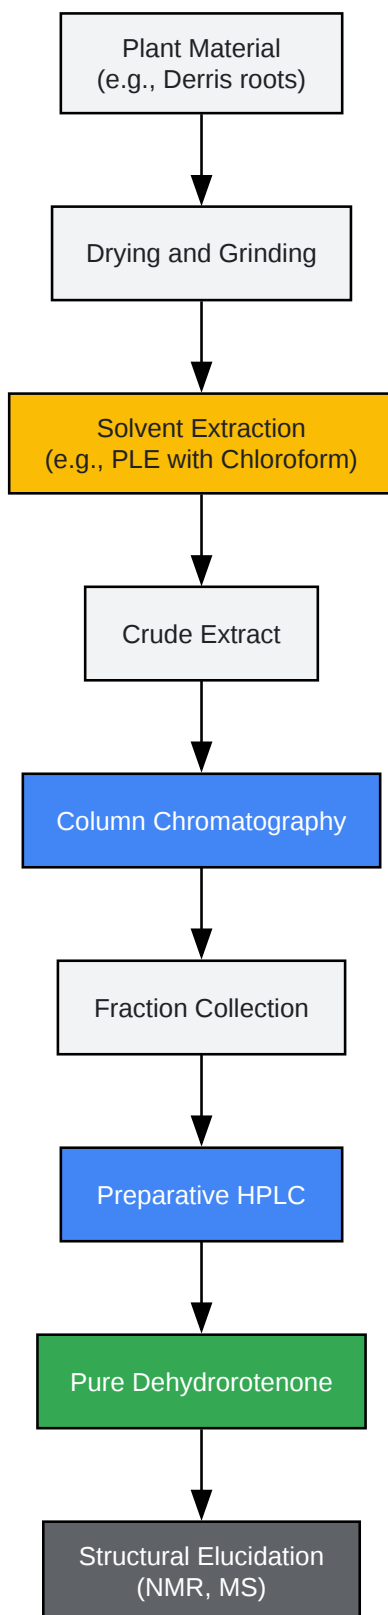 Plant Material
(e.g., Derris roots)
Drying and Grinding
Solvent Extraction
(e.g., PLE with Chloroform)
Crude Extract
Column Chromatography
Fraction Collection
Preparative HPLC
Pure Dehydrorotenone
Structural Elucidation
(NMR, MS)